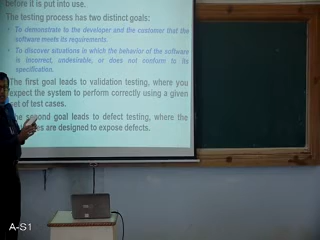 before it is put into use.
The testing process has two distinct goals:
To demonstrate to the developer and the customer that the
software meets its requirements.
To discover situations in which the behavior of the software
is incorrect, undesirable, or does not conform to its
specification.
The first goal leads to validation testing, where you
expect the system to perform correctly using a given
set of test cases.
The second goal leads to defect testing, where the
are designed to expose defects.
A-S1